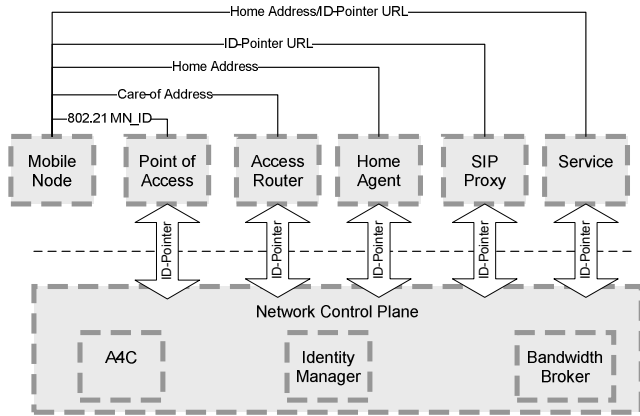 Home Address/ID-Pointer URL
ID-Pointer URL
Home Address
Care-of Address
802.21 MN_ID
Mobile
Node
Point of
Access
Access
Router
Home
Agent
SIP
Proxy
Service
ID-Pointer
ID-Pointer
ID-Pointer
ID-Pointer
ID-Pointer
Network Control Plane
A4C
Identity
Manager
Bandwidth
Broker